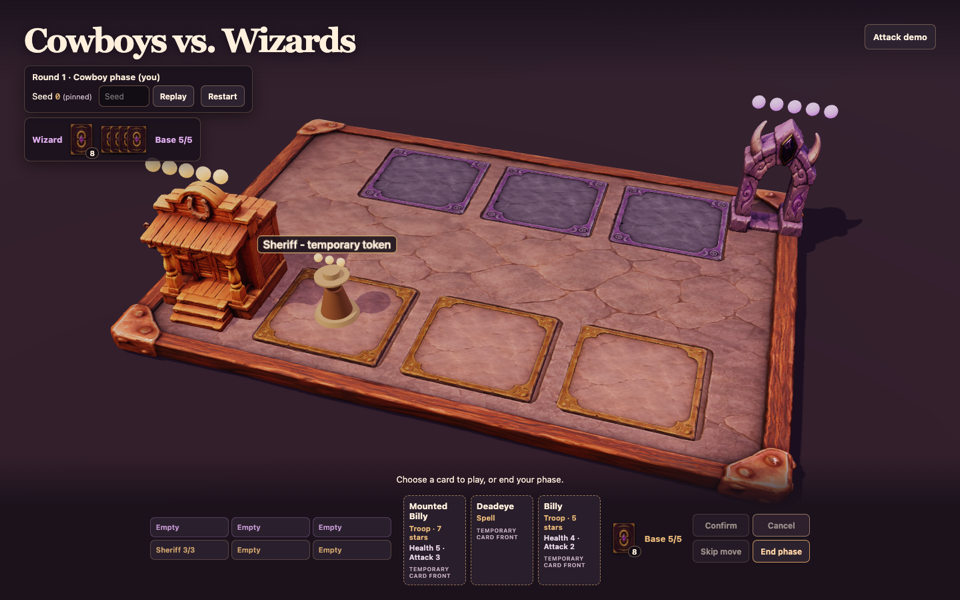 Cowboys vs. Wizards
Attack demo
Round 1 · Cowboy phase (you)
Seed 0 (pinned)
Seed
Replay
Restart
Wizard
8
Base 5/5
Sheriff - temporary token
Choose a card to play, or end your phase.
Empty
Empty
Empty
Sheriff 3/3
Empty
Empty
Mounted
Billy
Troop · 7
stars
Health 5 ·
Attack 3
TEMPORARY
CARD FRONT
Deadeye
Spell
TEMPORARY
CARD FRONT
Billy
Troop · 5
stars
Health 4 ·
Attack 2
TEMPORARY
CARD FRONT
8
Base 5/5
Confirm
Cancel
Skip move
End phase